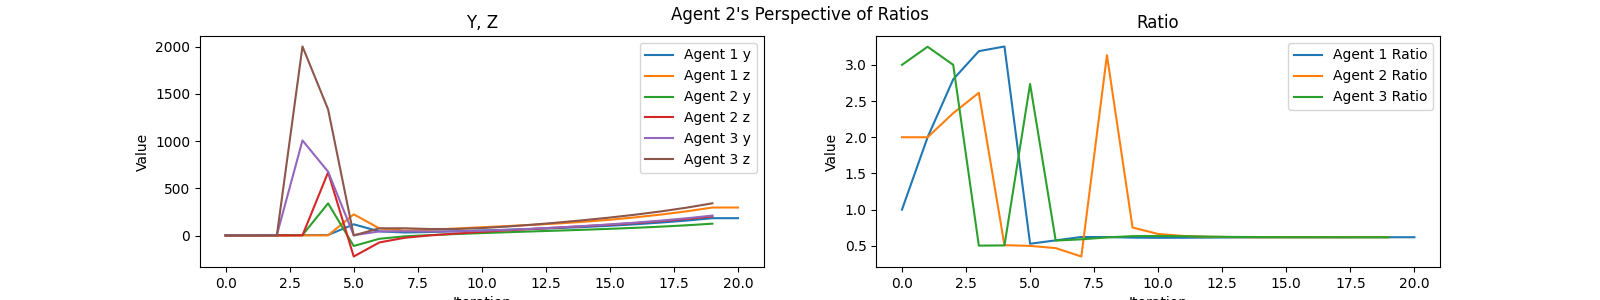 Agent 2's Perspective of Ratios
Y, Z
2000
1500
1000
500
0
Value
0.0 2.5 5.0 7.5 10.0 12.5 15.0 17.5 20.0
Iteration
Agent 1 y
Agent 1 z
Agent 2 y
Agent 2 z
Agent 3 y
Agent 3 z
Ratio
3.0
2.5
2.0
1.5
1.0
0.5
Value
0.0 2.5 5.0 7.5 10.0 12.5 15.0 17.5 20.0
Iteration
Agent 1 Ratio
Agent 2 Ratio
Agent 3 Ratio